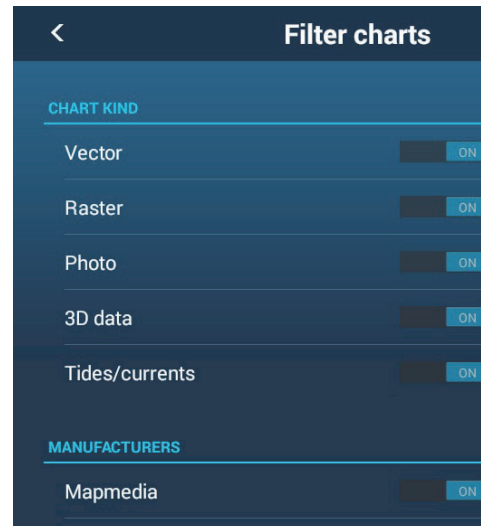 Filter charts
CHART KIND
Vector ON
Raster ON
Photo ON
3D data ON
Tides/currents ON
MANUFACTURERS
Mapmedia ON